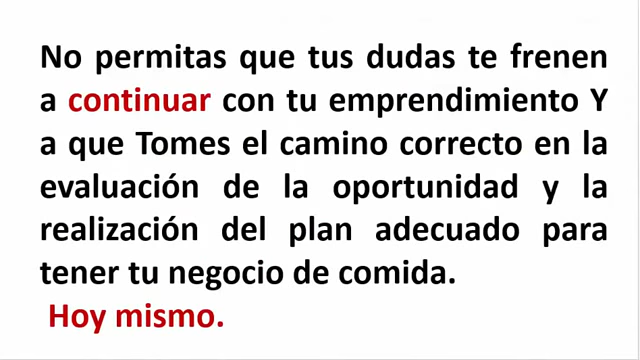 No permitas que tus dudas te frenen
a continuar con tu emprendimiento Y
a que Tomes el camino correcto en la
evaluación de la oportunidad y la
realización del plan adecuado para
tener tu negocio de comida.
Hoy mismo.